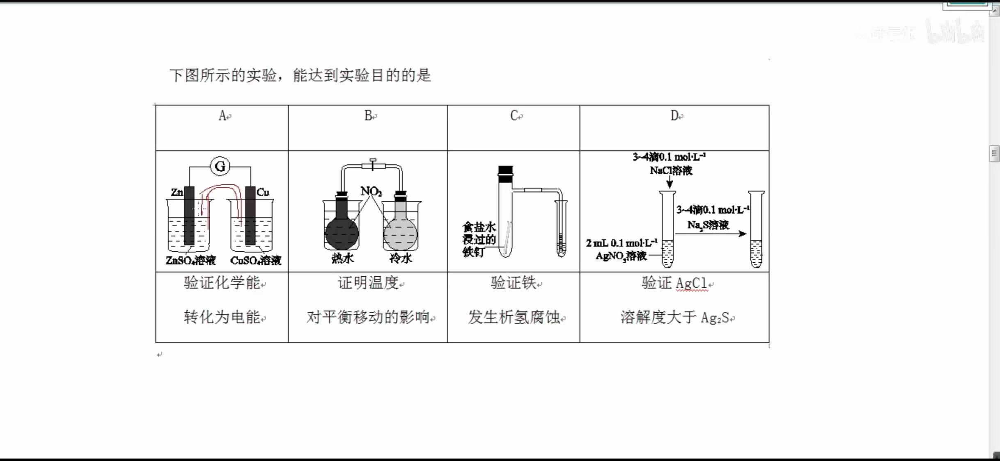 bilibili
下图所示的实验，能达到实验目的的是
A
B
C
D
G
Zn
Cu
ZnSO₄溶液
CuSO₄溶液
NO₂
热水
冷水
食盐水
浸过的
铁钉
3~4滴0.1 mol·L⁻¹
NaCl溶液
3~4滴0.1 mol·L⁻¹
Na₂S溶液
2 mL 0.1 mol·L⁻¹
AgNO₃溶液
验证化学能
转化为电能
证明温度
对平衡移动的影响
验证铁
发生析氢腐蚀
验证 AgCl
溶解度大于 Ag₂S